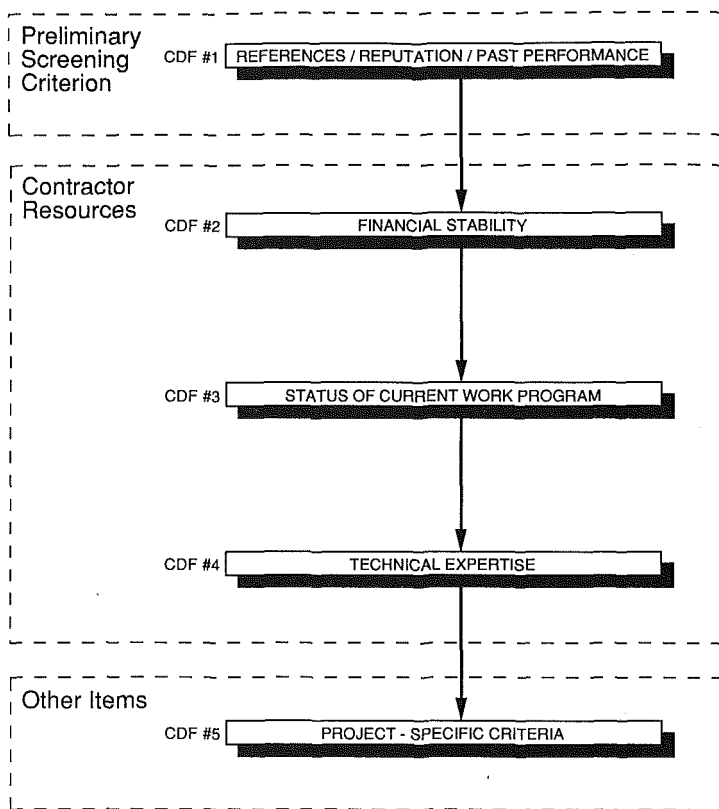 Preliminary
Screening
Criterion
CDF #1 REFERENCES / REPUTATION / PAST PERFORMANCE
Contractor
Resources
CDF #2 FINANCIAL STABILITY
CDF #3 STATUS OF CURRENT WORK PROGRAM
CDF #4 TECHNICAL EXPERTISE
Other Items
CDF #5 PROJECT - SPECIFIC CRITERIA